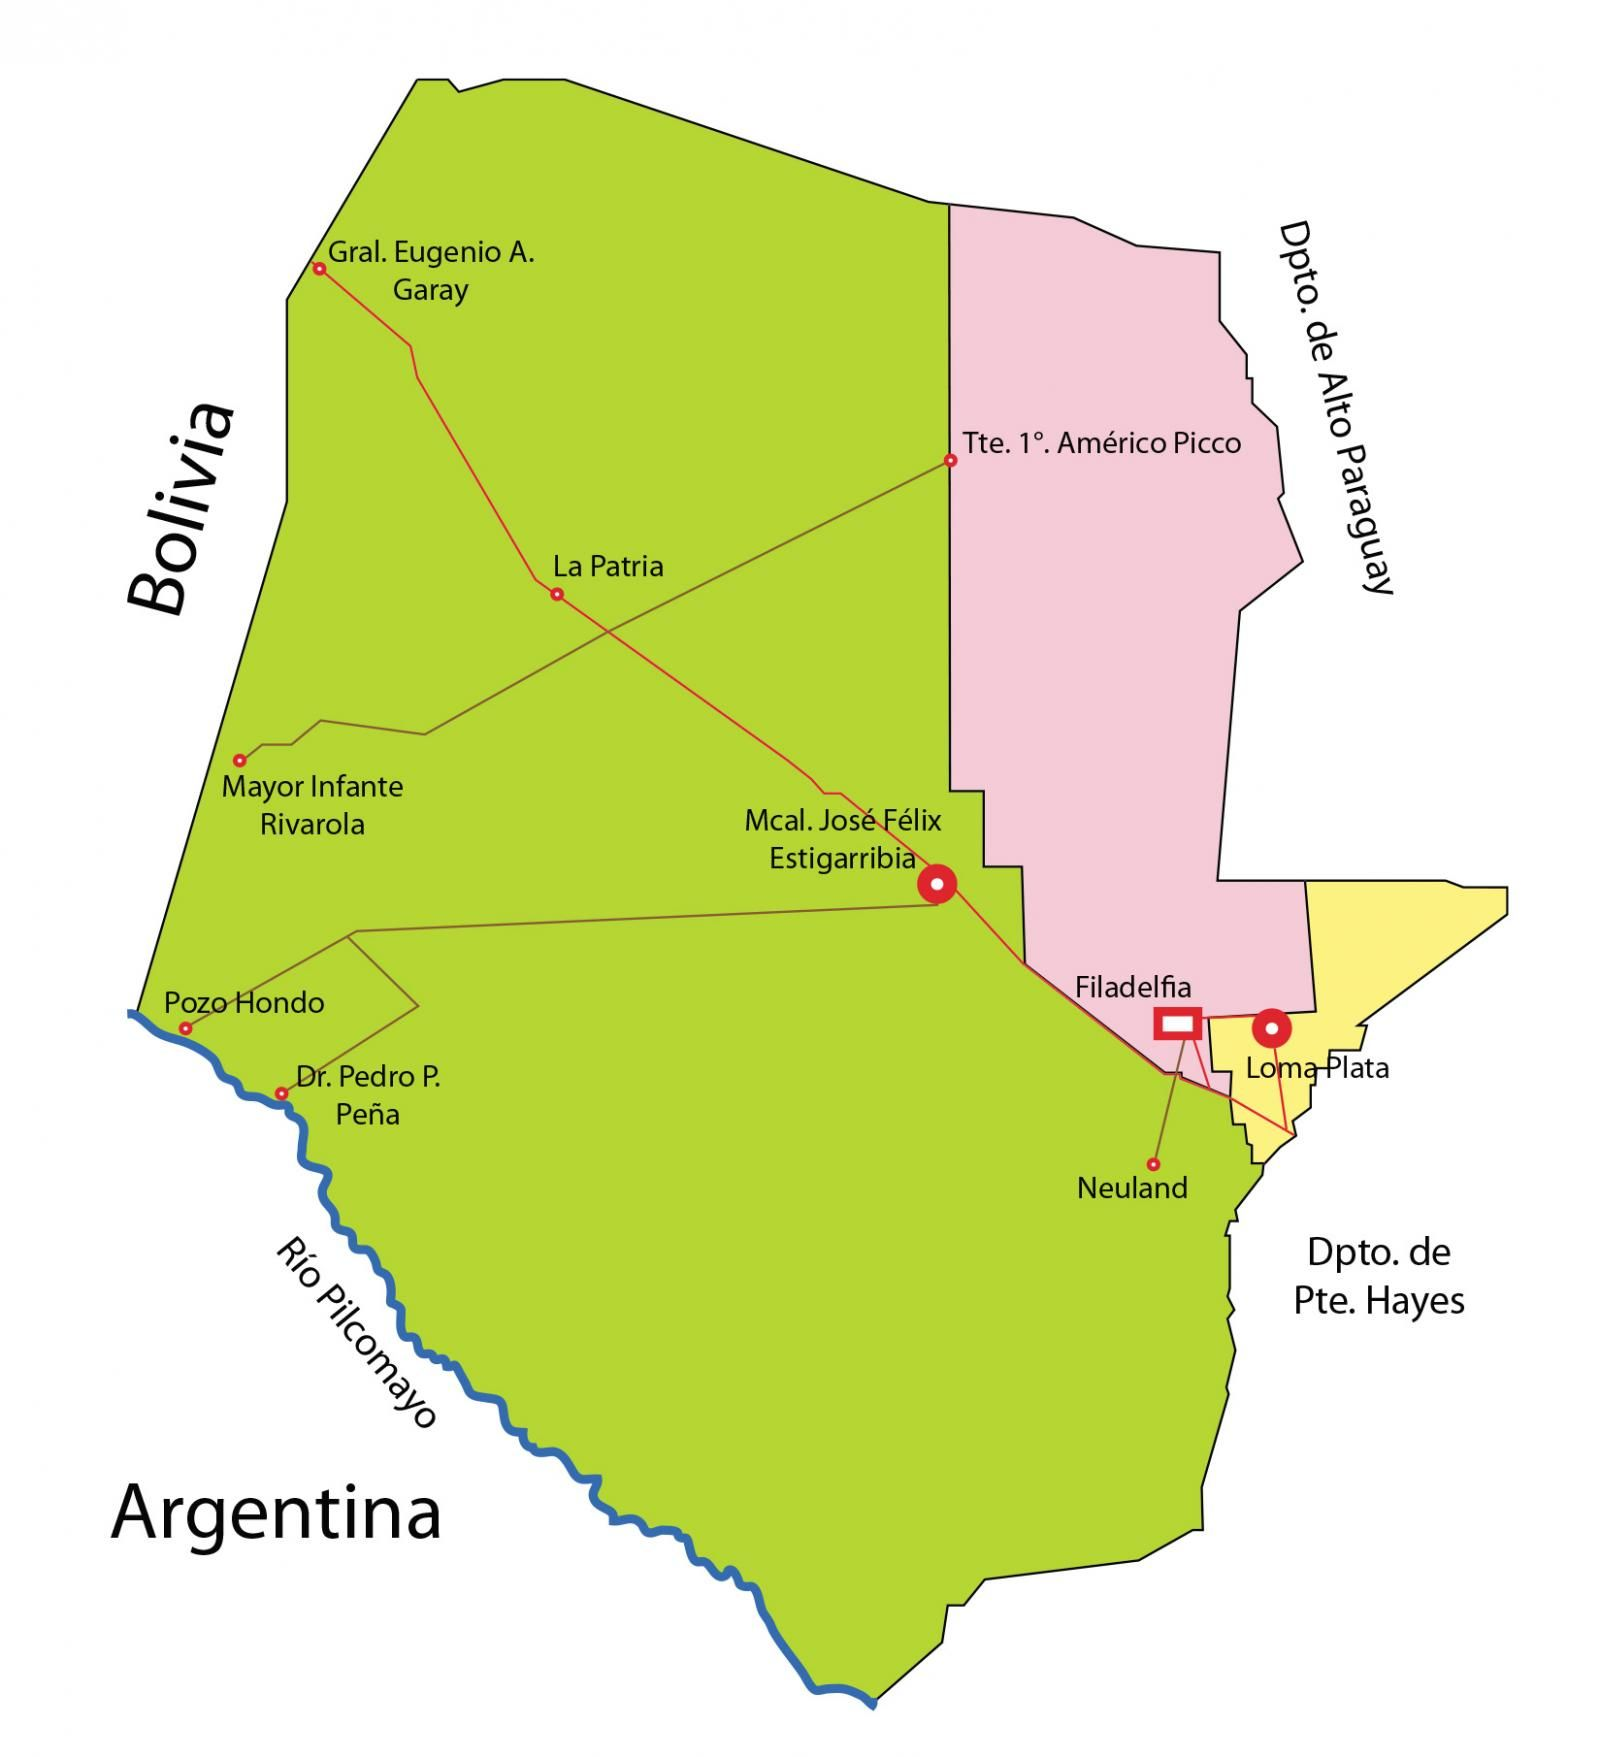 Gral. Eugenio A.
Garay
Dpto. de Alto Paraguay
Bolivia
Tte. 1°. Américo Picco
La Patria
Mayor Infante
Rivarola
Mcal. José Félix
Estigarribia
Filadelfia
Pozo Hondo
Loma Plata
Dr. Pedro P.
Peña
Neuland
Río Pilcomayo
Dpto. de
Pte. Hayes
Argentina